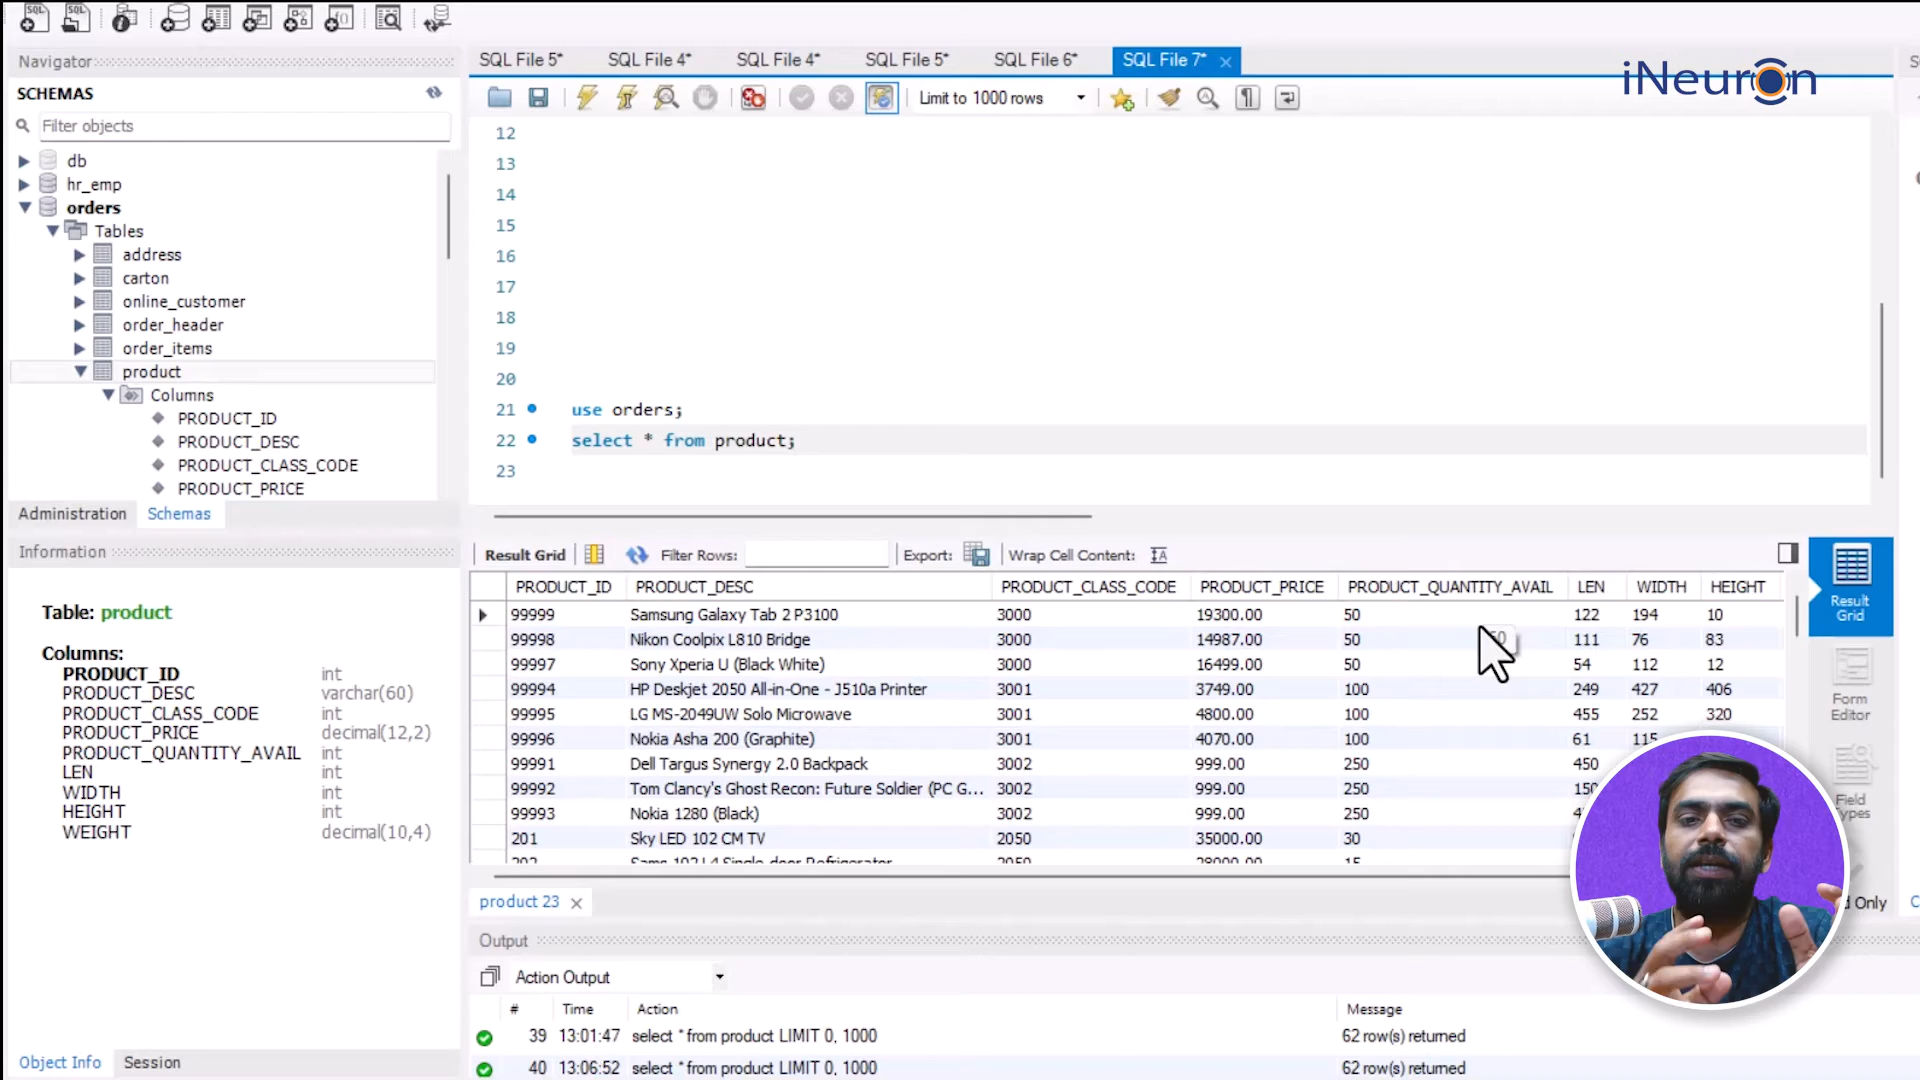 SQL
SQL
Navigator
SCHEMAS
Filter objects
db
hr_emp
orders
Tables
address
carton
online_customer
order_header
order_items
product
Columns
PRODUCT_ID
PRODUCT_DESC
PRODUCT_CLASS_CODE
PRODUCT_PRICE
Administration Schemas
Information
Table: product
Columns:
PRODUCT_ID int
PRODUCT_DESC varchar(60)
PRODUCT_CLASS_CODE int
PRODUCT_PRICE decimal(12,2)
PRODUCT_QUANTITY_AVAIL int
LEN int
WIDTH int
HEIGHT int
WEIGHT decimal(10,4)
Object Info Session
SQL File 5* SQL File 4* SQL File 4* SQL File 5* SQL File 6* SQL File 7*
iNeuron
Limit to 1000 rows
12
13
14
15
16
17
18
19
20
21 use orders;
22 select * from product;
23
Result Grid Filter Rows: Export: Wrap Cell Content:
PRODUCT_ID PRODUCT_DESC PRODUCT_CLASS_CODE PRODUCT_PRICE PRODUCT_QUANTITY_AVAIL LEN WIDTH HEIGHT
99999 Samsung Galaxy Tab 2 P3100 3000 19300.00 50 122 194 10
99998 Nikon Coolpix L810 Bridge 3000 14987.00 50 111 76 83
99997 Sony Xperia U (Black White) 3000 16499.00 50 54 112 12
99994 HP Deskjet 2050 All-in-One - J510a Printer 3001 3749.00 100 249 427 406
99995 LG MS-2049UW Solo Microwave 3001 4800.00 100 455 252 320
99996 Nokia Asha 200 (Graphite) 3001 4070.00 100 61 115
99991 Dell Targus Synergy 2.0 Backpack 3002 999.00 250 450
99992 Tom Clancy's Ghost Recon: Future Soldier (PC G... 3002 999.00 250 150
99993 Nokia 1280 (Black) 3002 999.00 250
201 Sky LED 102 CM TV 2050 35000.00 30
Result Grid
Form Editor
Field Types
Only
product 23
Output
Action Output
# Time Action Message
39 13:01:47 select * from product LIMIT 0, 1000 62 row(s) returned
40 13:06:52 select * from product LIMIT 0, 1000 62 row(s) returned